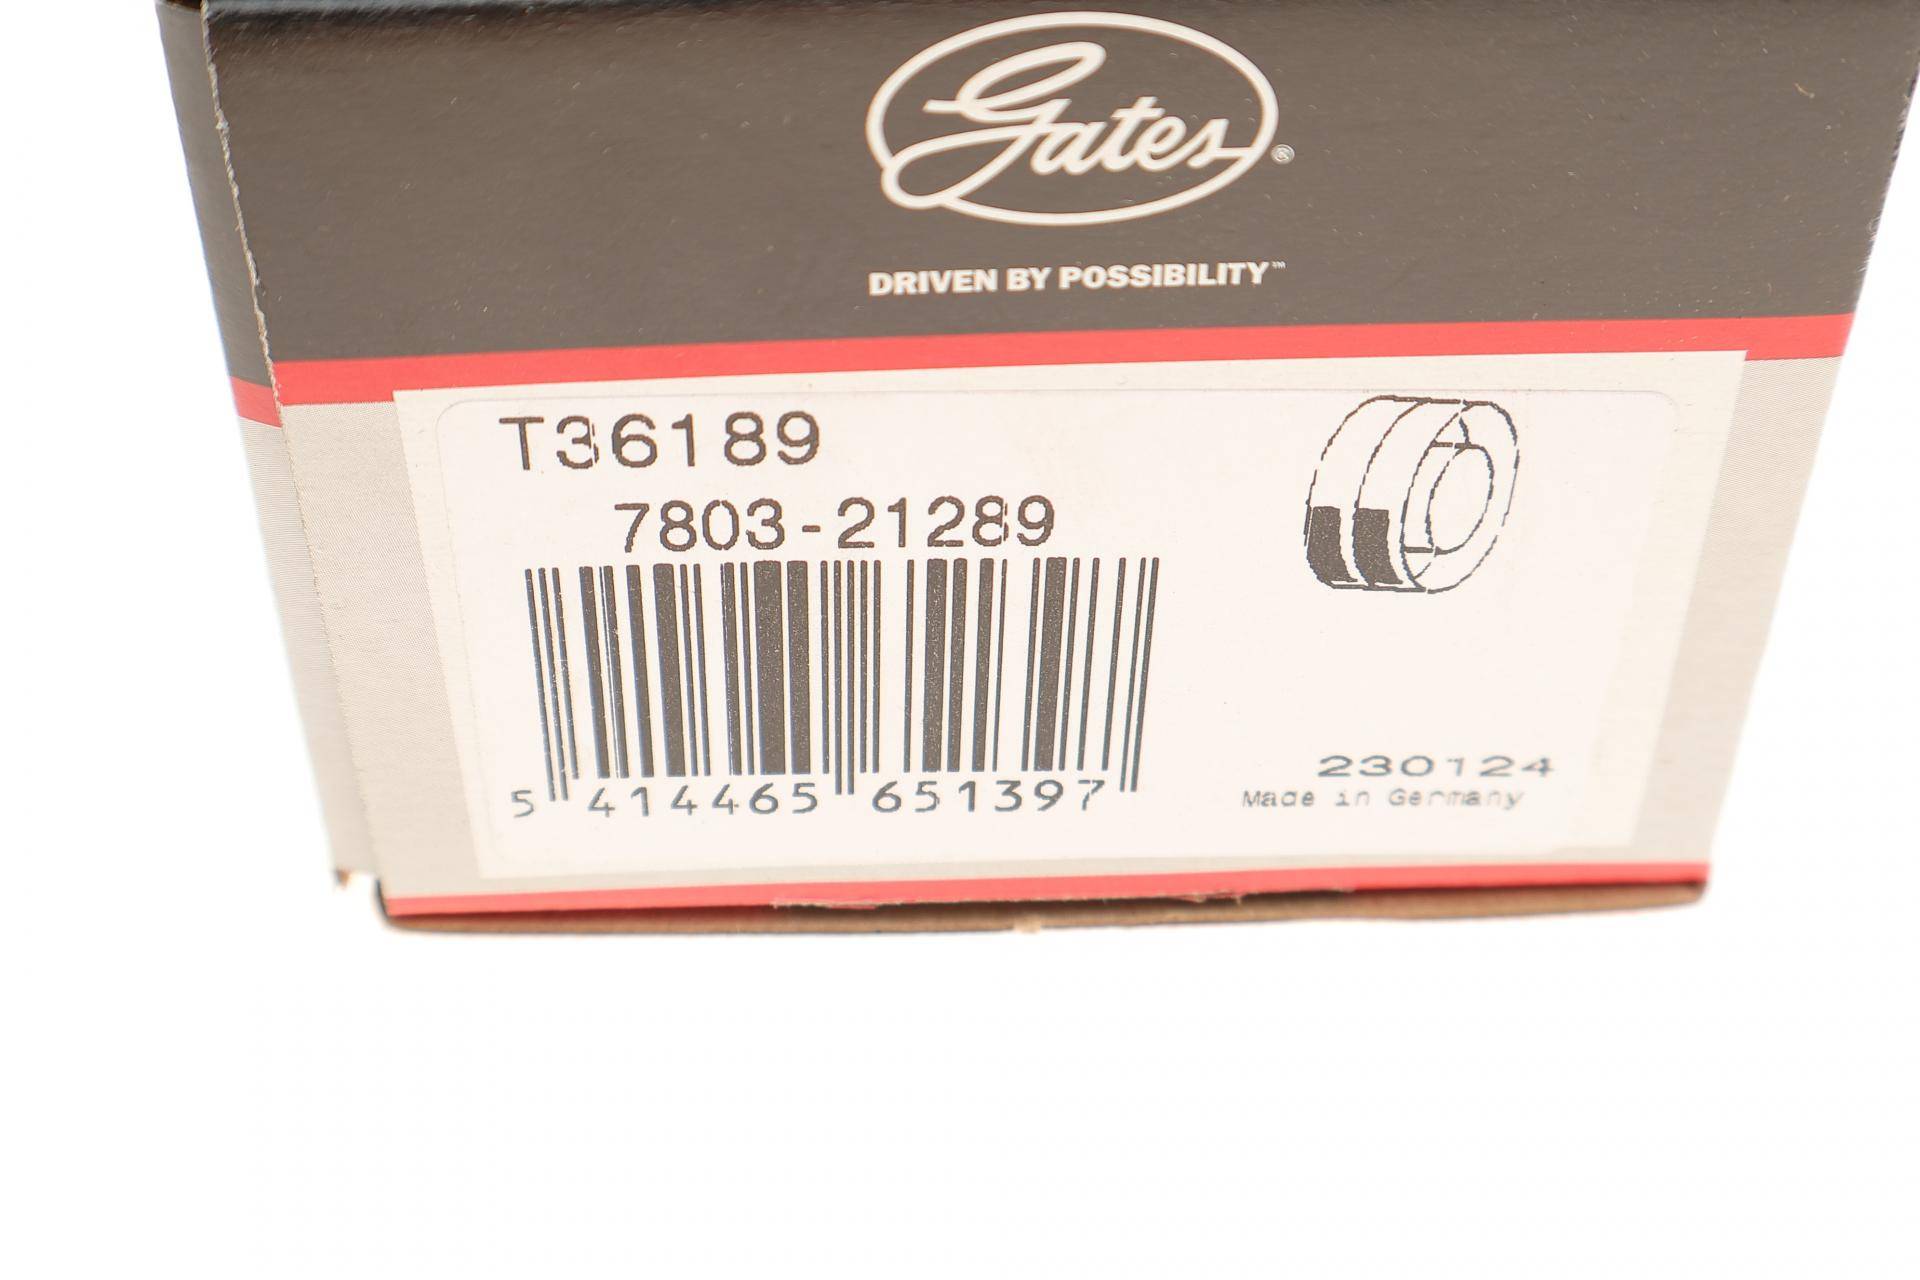 Gates®
DRIVEN BY POSSIBILITY™
T36189
7803-21289
5 414465 651397
230124
Made in Germany